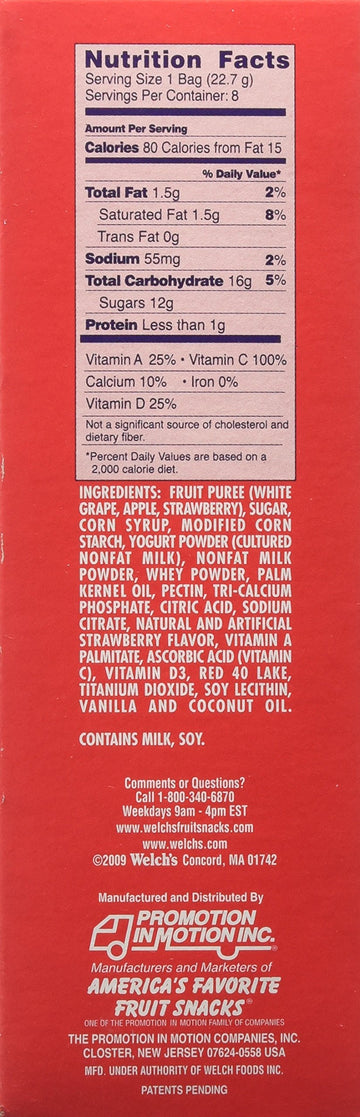 Nutrition Facts
Serving Size 1 Bag (22.7 g)
Servings Per Container: 8
Amount Per Serving
Calories 80 Calories from Fat 15
% Daily Value*
Total Fat 1.5g 2%
Saturated Fat 1.5g 8%
Trans Fat 0g
Sodium 55mg 2%
Total Carbohydrate 16g 5%
Sugars 12g
Protein Less than 1g
Vitamin A 25% • Vitamin C 100%
Calcium 10% • Iron 0%
Vitamin D 25%
Not a significant source of cholesterol and
dietary fiber.
*Percent Daily Values are based on a
2,000 calorie diet.
INGREDIENTS: FRUIT PUREE (WHITE
GRAPE, APPLE, STRAWBERRY), SUGAR,
CORN SYRUP, MODIFIED CORN
STARCH, YOGURT POWDER (CULTURED
NONFAT MILK), NONFAT MILK
POWDER, WHEY POWDER, PALM
KERNEL OIL, PECTIN, TRI-CALCIUM
PHOSPHATE, CITRIC ACID, SODIUM
CITRATE, NATURAL AND ARTIFICIAL
STRAWBERRY FLAVOR, VITAMIN A
PALMITATE, ASCORBIC ACID (VITAMIN
C), VITAMIN D3, RED 40 LAKE,
TITANIUM DIOXIDE, SOY LECITHIN,
VANILLA AND COCONUT OIL.
CONTAINS MILK, SOY.
Comments or Questions?
Call 1-800-340-6870
Weekdays 9am - 4pm EST
www.welchsfruitsnacks.com
www.welchs.com
©2009 Welch's Concord, MA 01742
Manufactured and Distributed By
PROMOTION
IN MOTION INC.®
Manufacturers and Marketers of
AMERICA'S FAVORITE
FRUIT SNACKS®
ONE OF THE PROMOTION IN MOTION FAMILY OF COMPANIES
THE PROMOTION IN MOTION COMPANIES, INC.
CLOSTER, NEW JERSEY 07624-0558 USA
MFD. UNDER AUTHORITY OF WELCH FOODS INC.
PATENTS PENDING